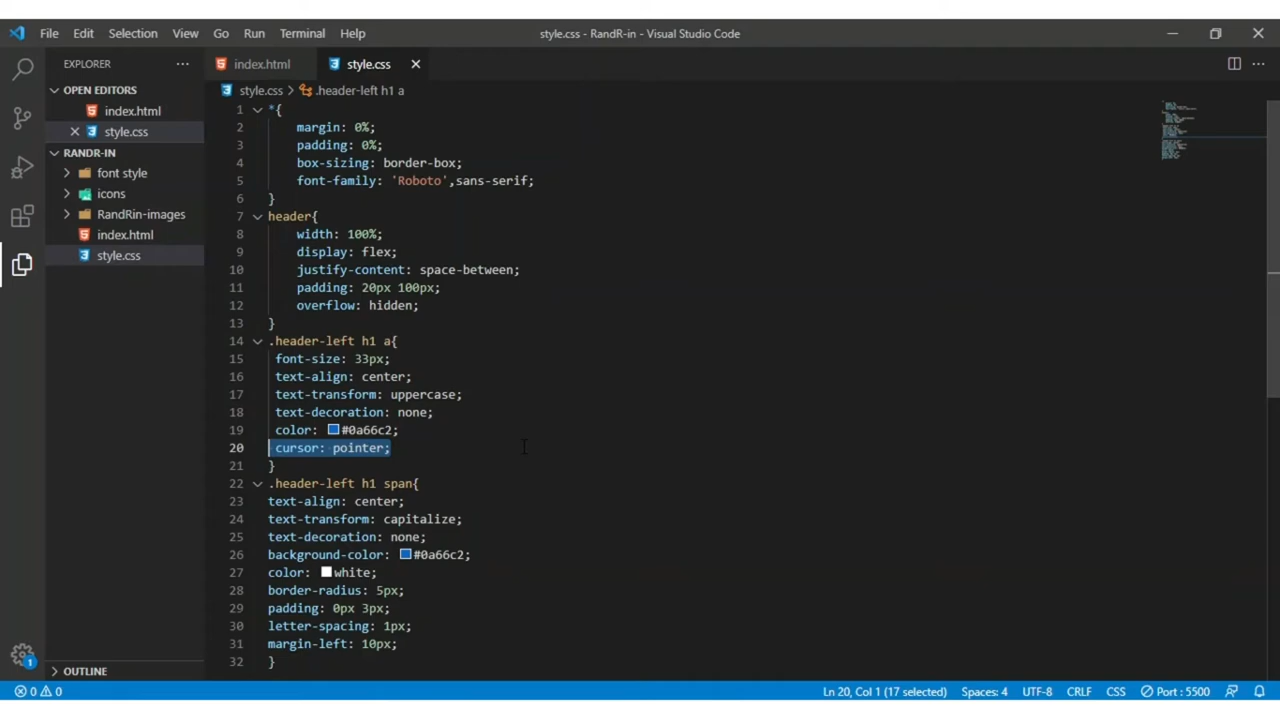 File Edit Selection View Go Run Terminal Help style.css - RandR-in - Visual Studio Code
EXPLORER ··· index.html style.css
OPEN EDITORS
index.html
style.css
RANDR-IN
font style
icons
RandRin-images
index.html
style.css
OUTLINE
style.css > .header-left h1 a
1 *{
2 margin: 0%;
3 padding: 0%;
4 box-sizing: border-box;
5 font-family: 'Roboto',sans-serif;
6 }
7 header{
8 width: 100%;
9 display: flex;
10 justify-content: space-between;
11 padding: 20px 100px;
12 overflow: hidden;
13 }
14 .header-left h1 a{
15 font-size: 33px;
16 text-align: center;
17 text-transform: uppercase;
18 text-decoration: none;
19 color: #0a66c2;
20 cursor: pointer;
21 }
22 .header-left h1 span{
23 text-align: center;
24 text-transform: capitalize;
25 text-decoration: none;
26 background-color: #0a66c2;
27 color: white;
28 border-radius: 5px;
29 padding: 0px 3px;
30 letter-spacing: 1px;
31 margin-left: 10px;
32 }
1
0 0 Ln 20, Col 1 (17 selected) Spaces: 4 UTF-8 CRLF CSS Port : 5500